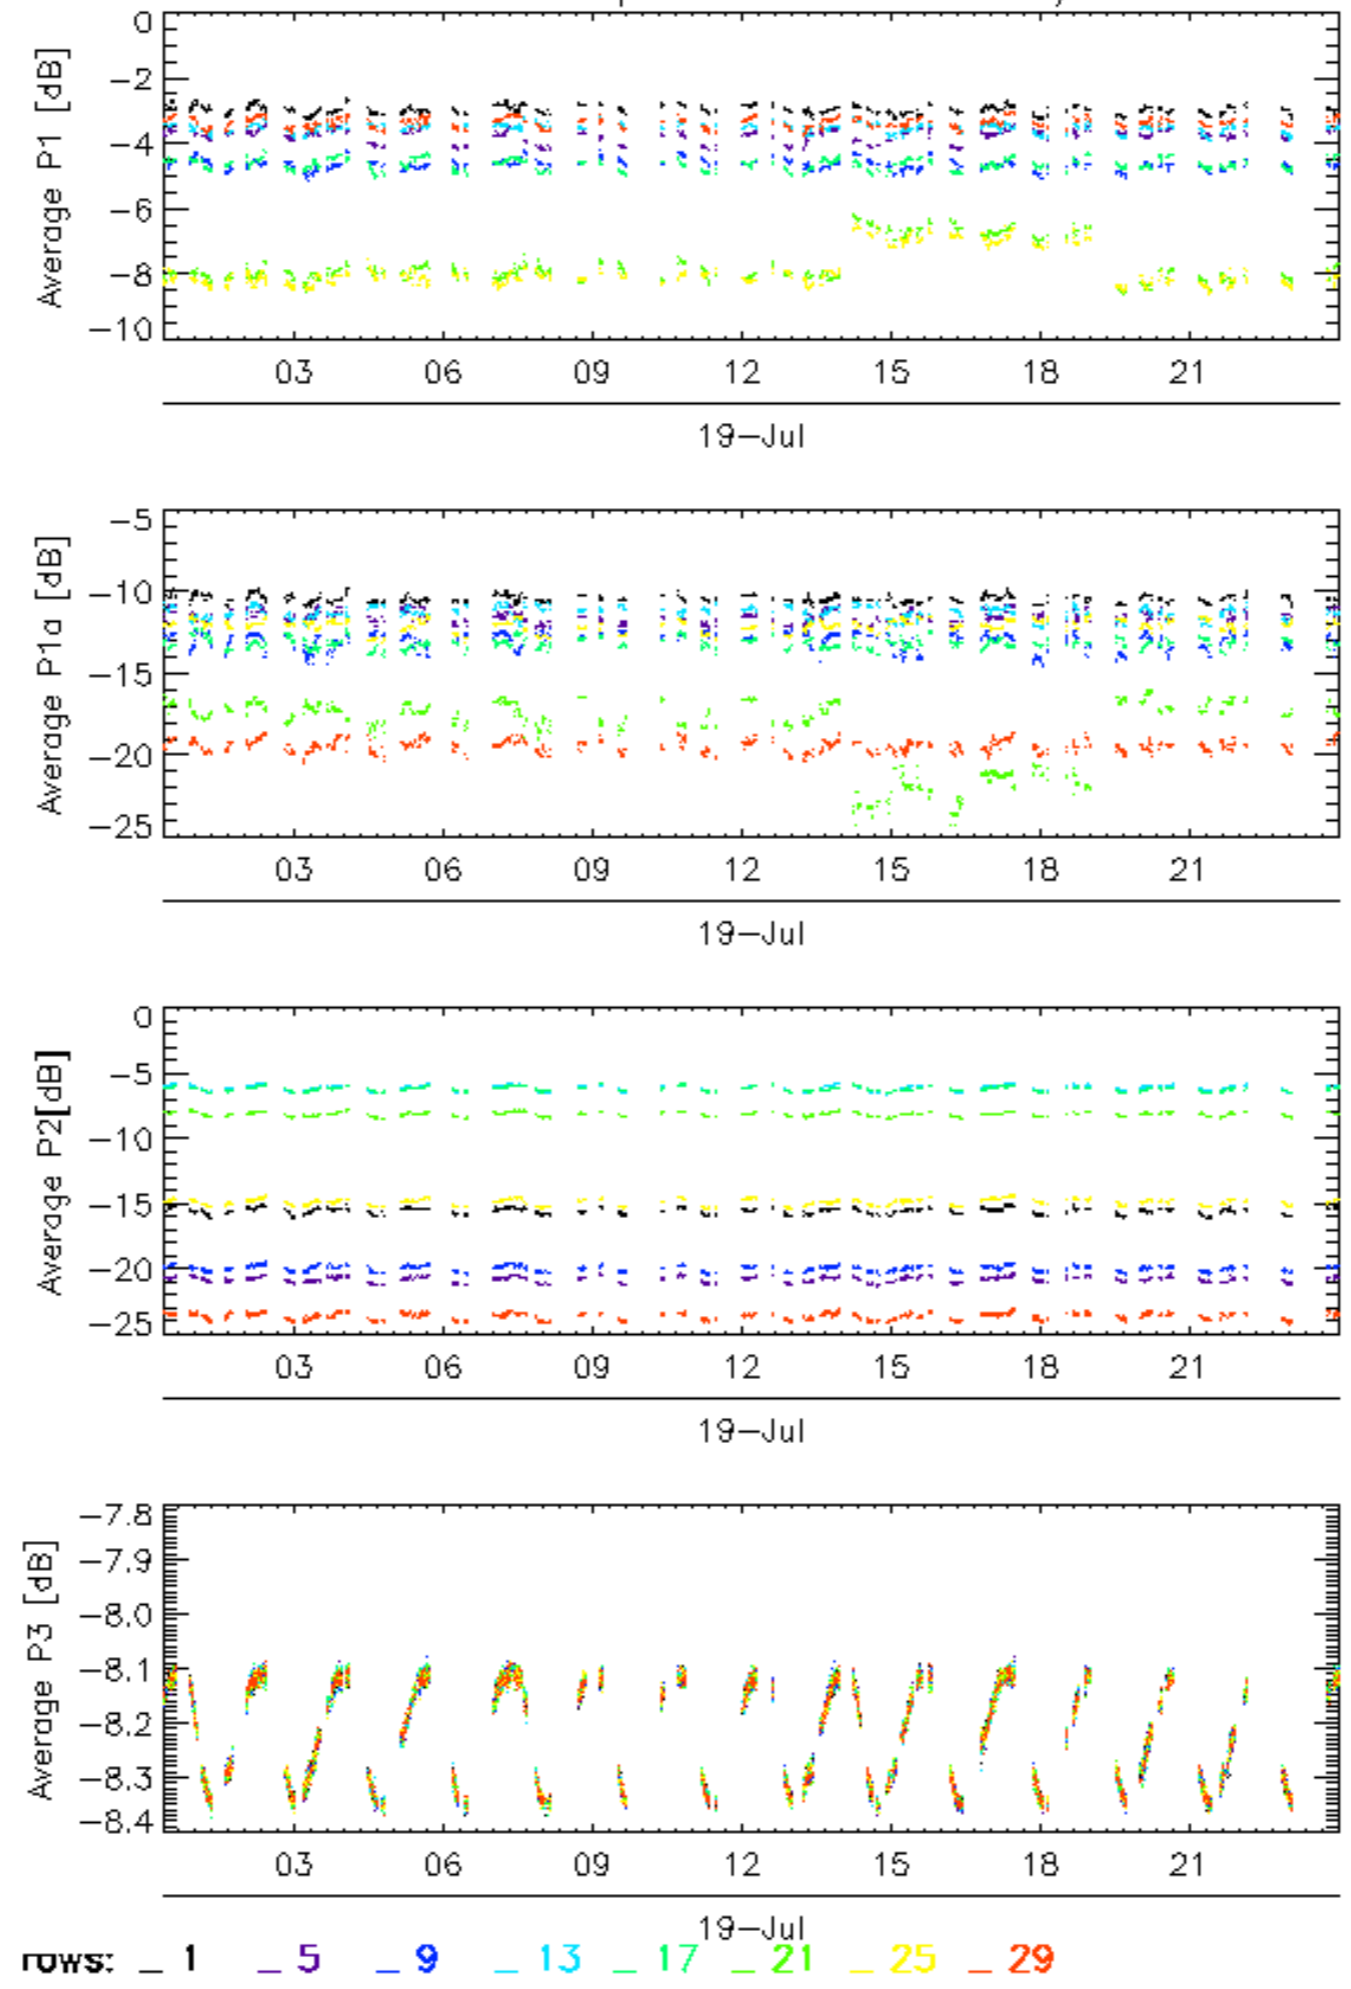 Average P1 [dB]
0
−2
−4
−6
−8
−10
03 06 09 12 15 18 21
19−Jul
Average P1a [dB]
−5
−10
−15
−20
−25
03 06 09 12 15 18 21
19−Jul
Average P2[dB]
0
−5
−10
−15
−20
−25
03 06 09 12 15 18 21
19−Jul
Average P3 [dB]
−7.8
−7.9
−8.0
−8.1
−8.2
−8.3
−8.4
03 06 09 12 15 18 21
19−Jul
rows: _ 1 _ 5 _ 9 _ 13 _ 17 _ 21 _ 25 _ 29